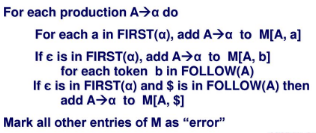 For each production A→α do
For each a in FIRST(α), add A→α to M[A, a]
If ε is in FIRST(α), add A→α to M[A, b]
for each token b in FOLLOW(A)
If ε is in FIRST(α) and $ is in FOLLOW(A) then
add A→α to M[A, $]
Mark all other entries of M as “error”